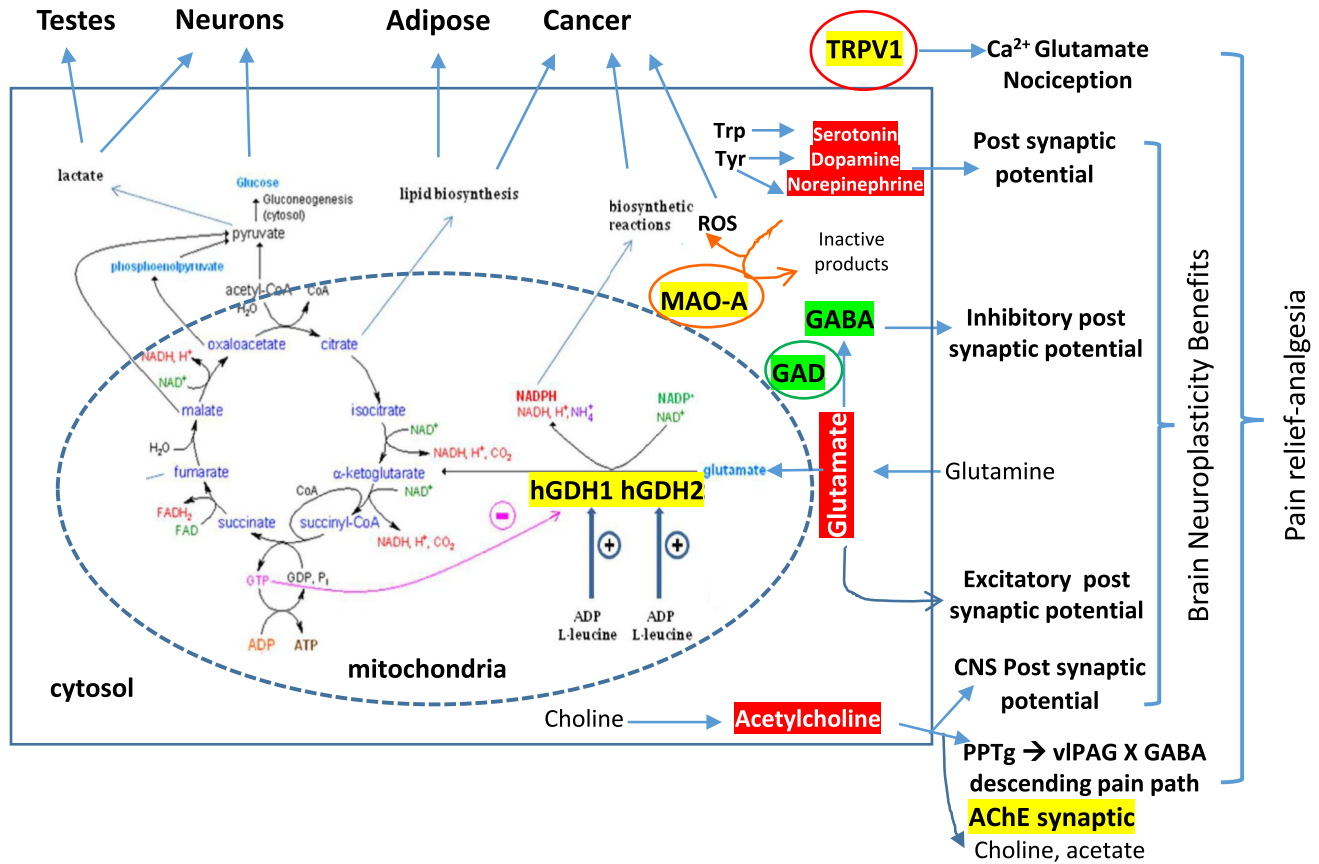 Testes
Neurons
Adipose
Cancer
TRPV1
Ca²⁺ Glutamate
Nociception
Trp
Serotonin
Tyr
Dopamine
Norepinephrine
Post synaptic
potential
lactate
Glucose
Gluconeogenesis
(cytosol)
pyruvate
lipid biosynthesis
biosynthetic
reactions
ROS
Inactive
products
phosphoenolpyruvate
acetyl-CoA
CoA
H₂O
MAO-A
GABA
Inhibitory post
synaptic potential
oxaloacetate
citrate
NADH, H⁺
NAD⁺
GAD
malate
isocitrate
NADPH
NADH, H⁺, NH₄⁺
NADP⁺
NAD⁺
NAD⁺
H₂O
NADH, H⁺, CO₂
fumarate
α-ketoglutarate
glutamate
Glutamate
Glutamine
CoA
NAD⁺
hGDH1 hGDH2
FADH₂
FAD
succinate
succinyl-CoA
NADH, H⁺, CO₂
−
+
+
GTP
GDP, Pᵢ
Excitatory post
synaptic potential
ADP
L-leucine
ADP
L-leucine
ADP
ATP
mitochondria
cytosol
CNS Post synaptic
potential
Choline
Acetylcholine
PPTg → vlPAG X GABA
descending pain path
AChE synaptic
Choline, acetate
Brain Neuroplasticity Benefits
Pain relief-analgesia